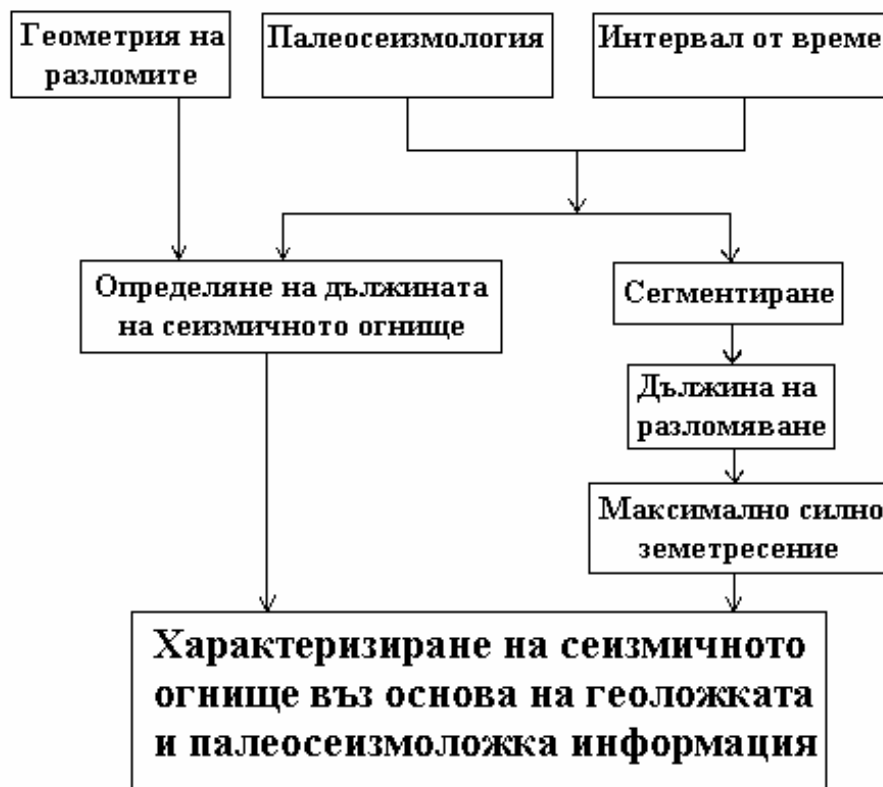 Геометрия на
разломите
Палеосеизмология
Интервал от време
Определяне на дължината
на сеизмичното огнище
Сегментиране
Дължина на
разломяване
Максимално силно
земетресение
Характеризиране на сеизмичното
огнище въз основа на геоложката
и палеосеизмоложка информация